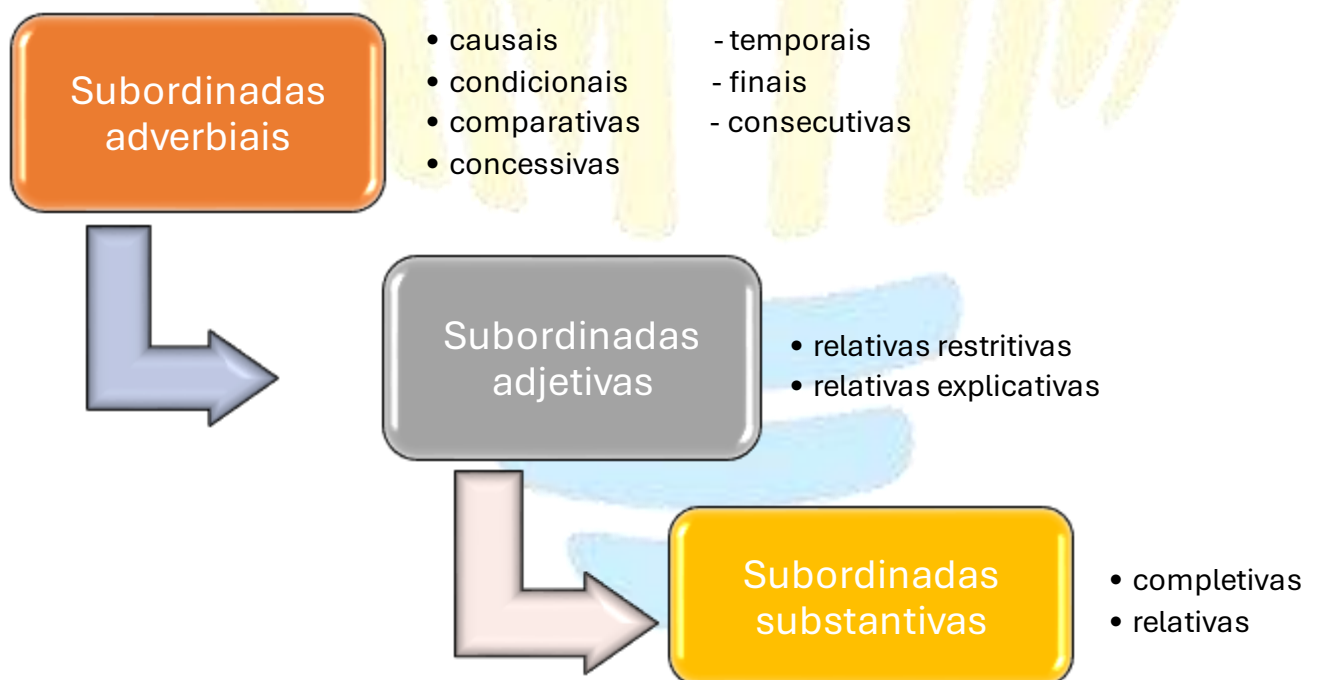 Subordinadas
adverbiais
• causais - temporais
• condicionais - finais
• comparativas - consecutivas
• concessivas
Subordinadas
adjetivas
• relativas restritivas
• relativas explicativas
Subordinadas
substantivas
• completivas
• relativas